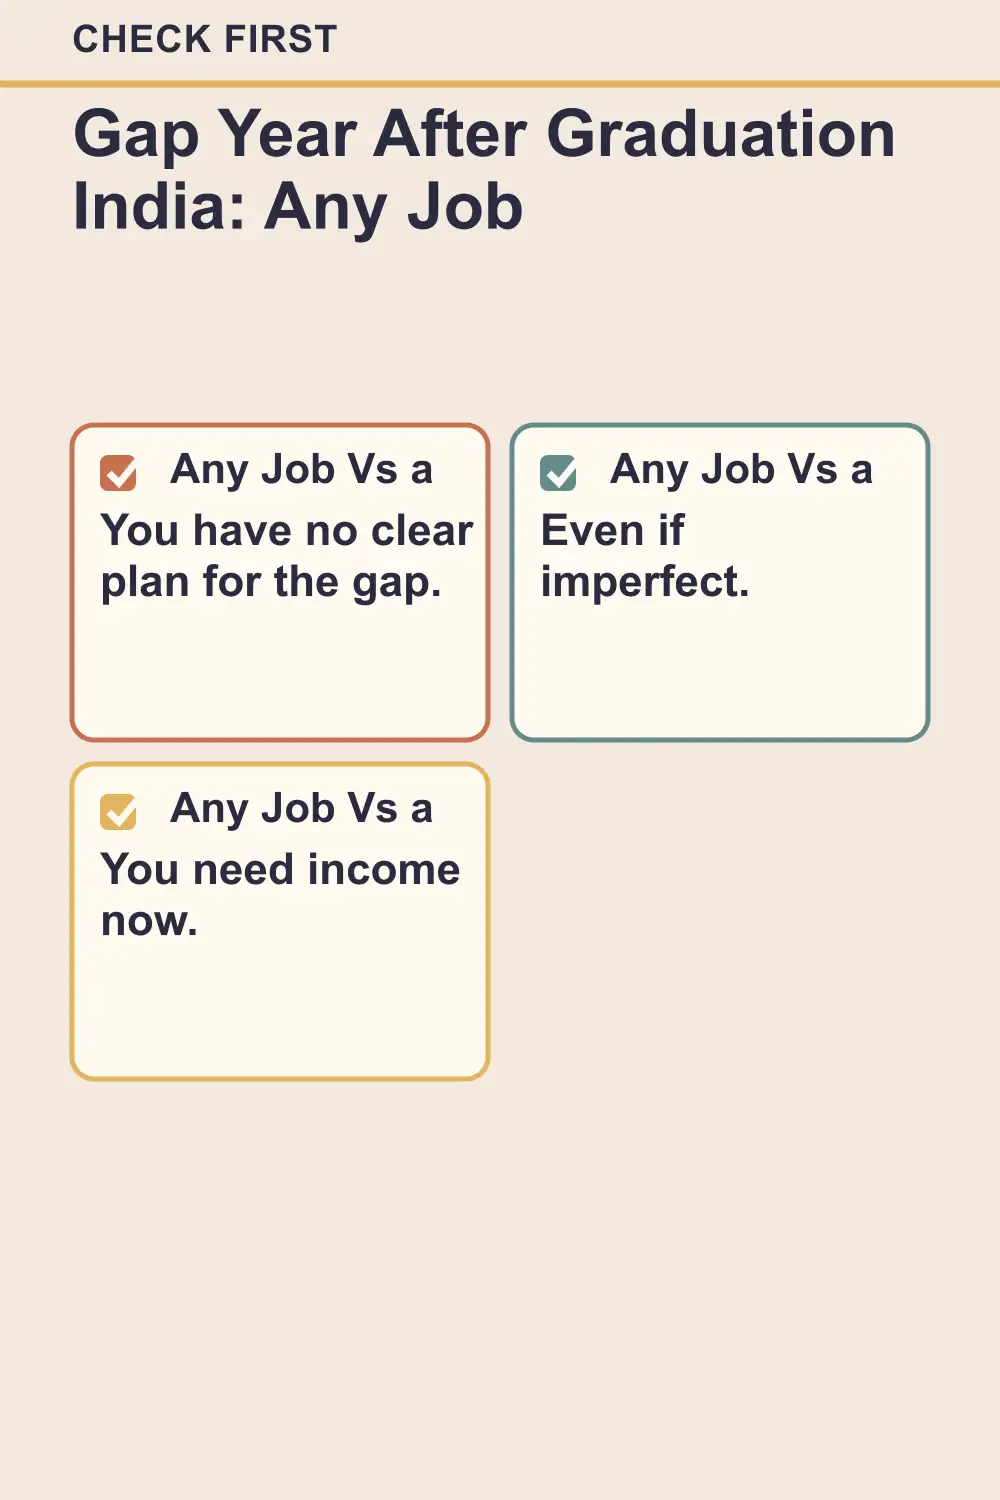 CHECK FIRST
Gap Year After Graduation
India: Any Job
Any Job Vs a
You have no clear
plan for the gap.
Any Job Vs a
Even if
imperfect.
Any Job Vs a
You need income
now.